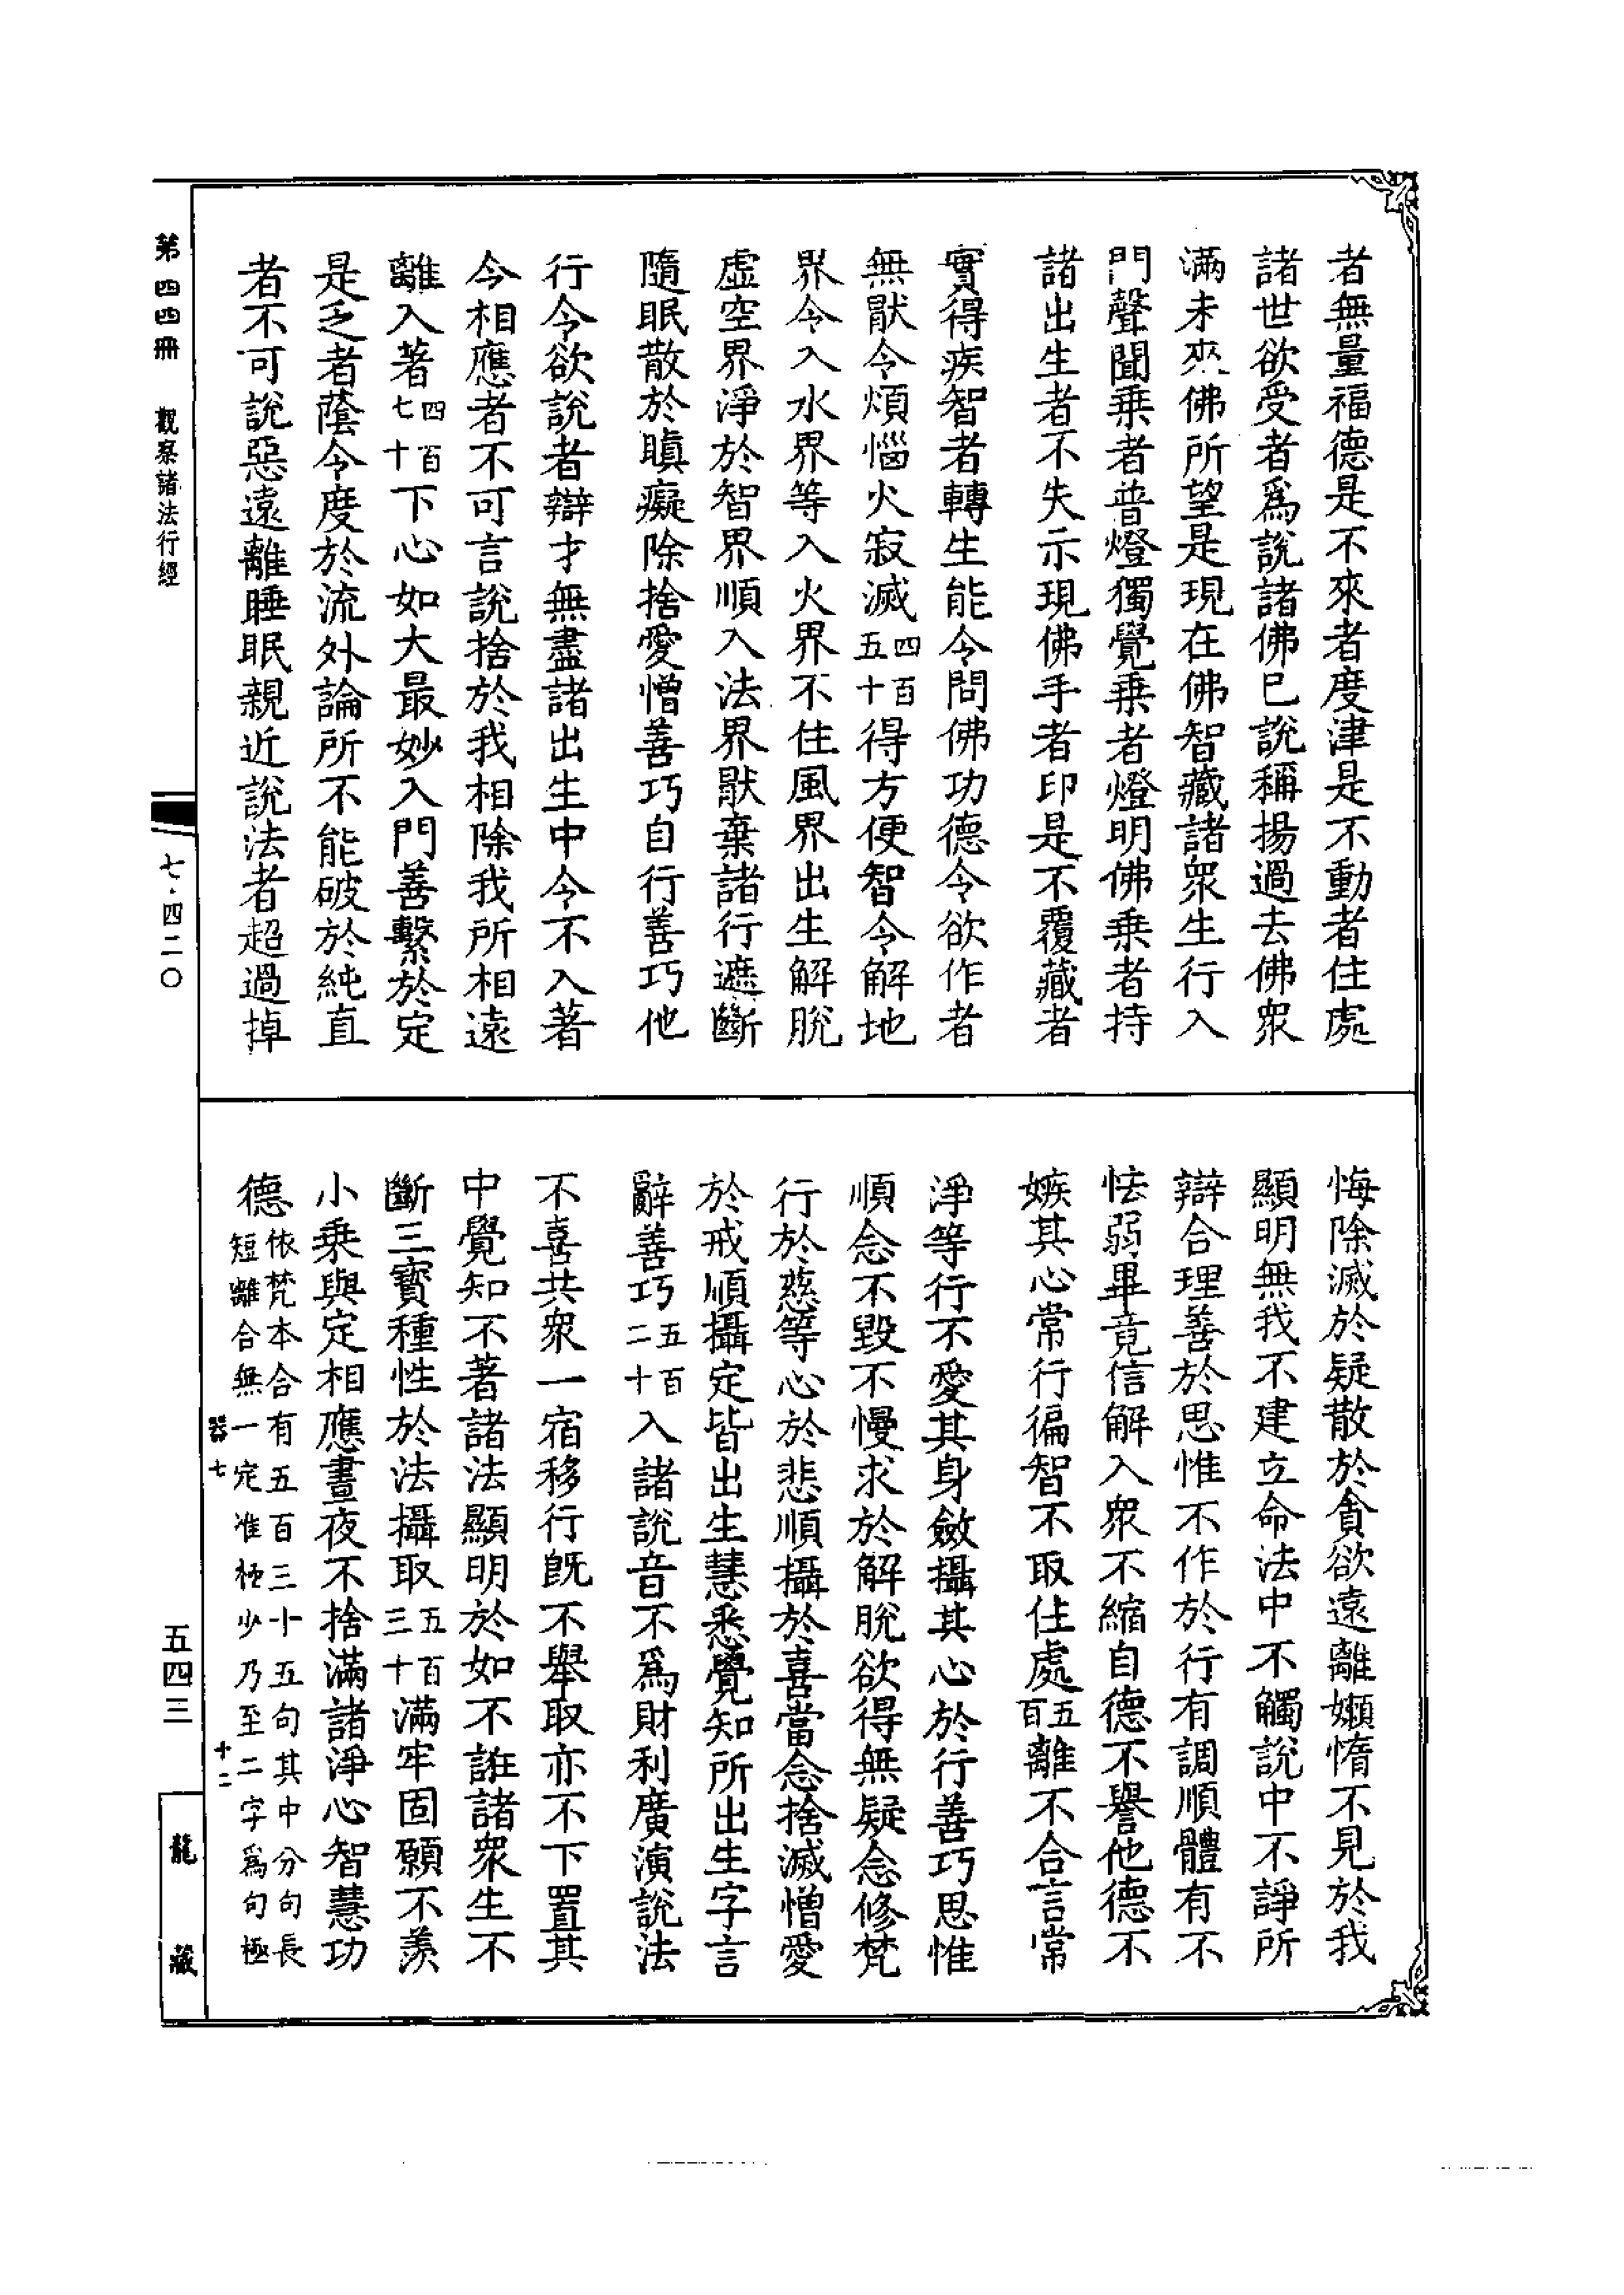 者無量福德是不來者度津是不動者住處
諸世欲受者爲說諸佛已說稱揚過去佛衆
滿未來佛所望是現在佛智藏諸衆生行入
門聲聞乗者普燈獨覺乗者燈明佛乗者持
諸出生者不失示現佛手者印是不覆藏者
實得疾智者轉生能令問佛功德令欲作者
無猒令煩惱火寂滅四百五十得方便智令解地
界令入水界等入火界不住風界出生解脫
虛空界淨於智界順入法界猒棄諸行遮斷
隨眠散於瞋癡除捨愛憎善巧自行善巧他
行令欲說者辯才無盡諸出生中令不入著
今相應者不可言說捨於我相除我所相遠
離入著四百七十下心如大最妙入門善繫於定
是乏者蔭令度於流外論所不能破於純直
者不可說惡遠離睡眠親近說法者超過掉
悔除滅於疑散於貪欲遠離嬾惰不見於我
顯明無我不建立命法中不觸說中不諍所
辯合理善於思惟不作於行有調順體有不
怯弱畢竟信解入衆不縮自德不譽他德不
嫉其心常行徧智不取住處五百離不合言常
淨等行不愛其身斂攝其心於行善巧思惟
順念不毀不慢求於解脫欲得無疑念修梵
行於慈等心於悲順攝於喜當念捨滅憎愛
於戒順攝定皆出生慧悉覺知所出生字言
辭善巧五百二十入諸說音不爲財利廣演說法
不喜共衆一宿移行旣不舉取亦不下置其
中覺知不著諸法顯明於如不誑諸衆生不
斷三寶種性於法攝取五百三十滿牢固願不羨
小乗與定相應晝夜不捨滿諸淨心智慧功
德依梵本合有五百三十五句其中分句長
短離合無一定准極少乃至二字爲句極
器七
十二
第四四冊 觀察諸法行經
七·四二〇
五四三
龍藏